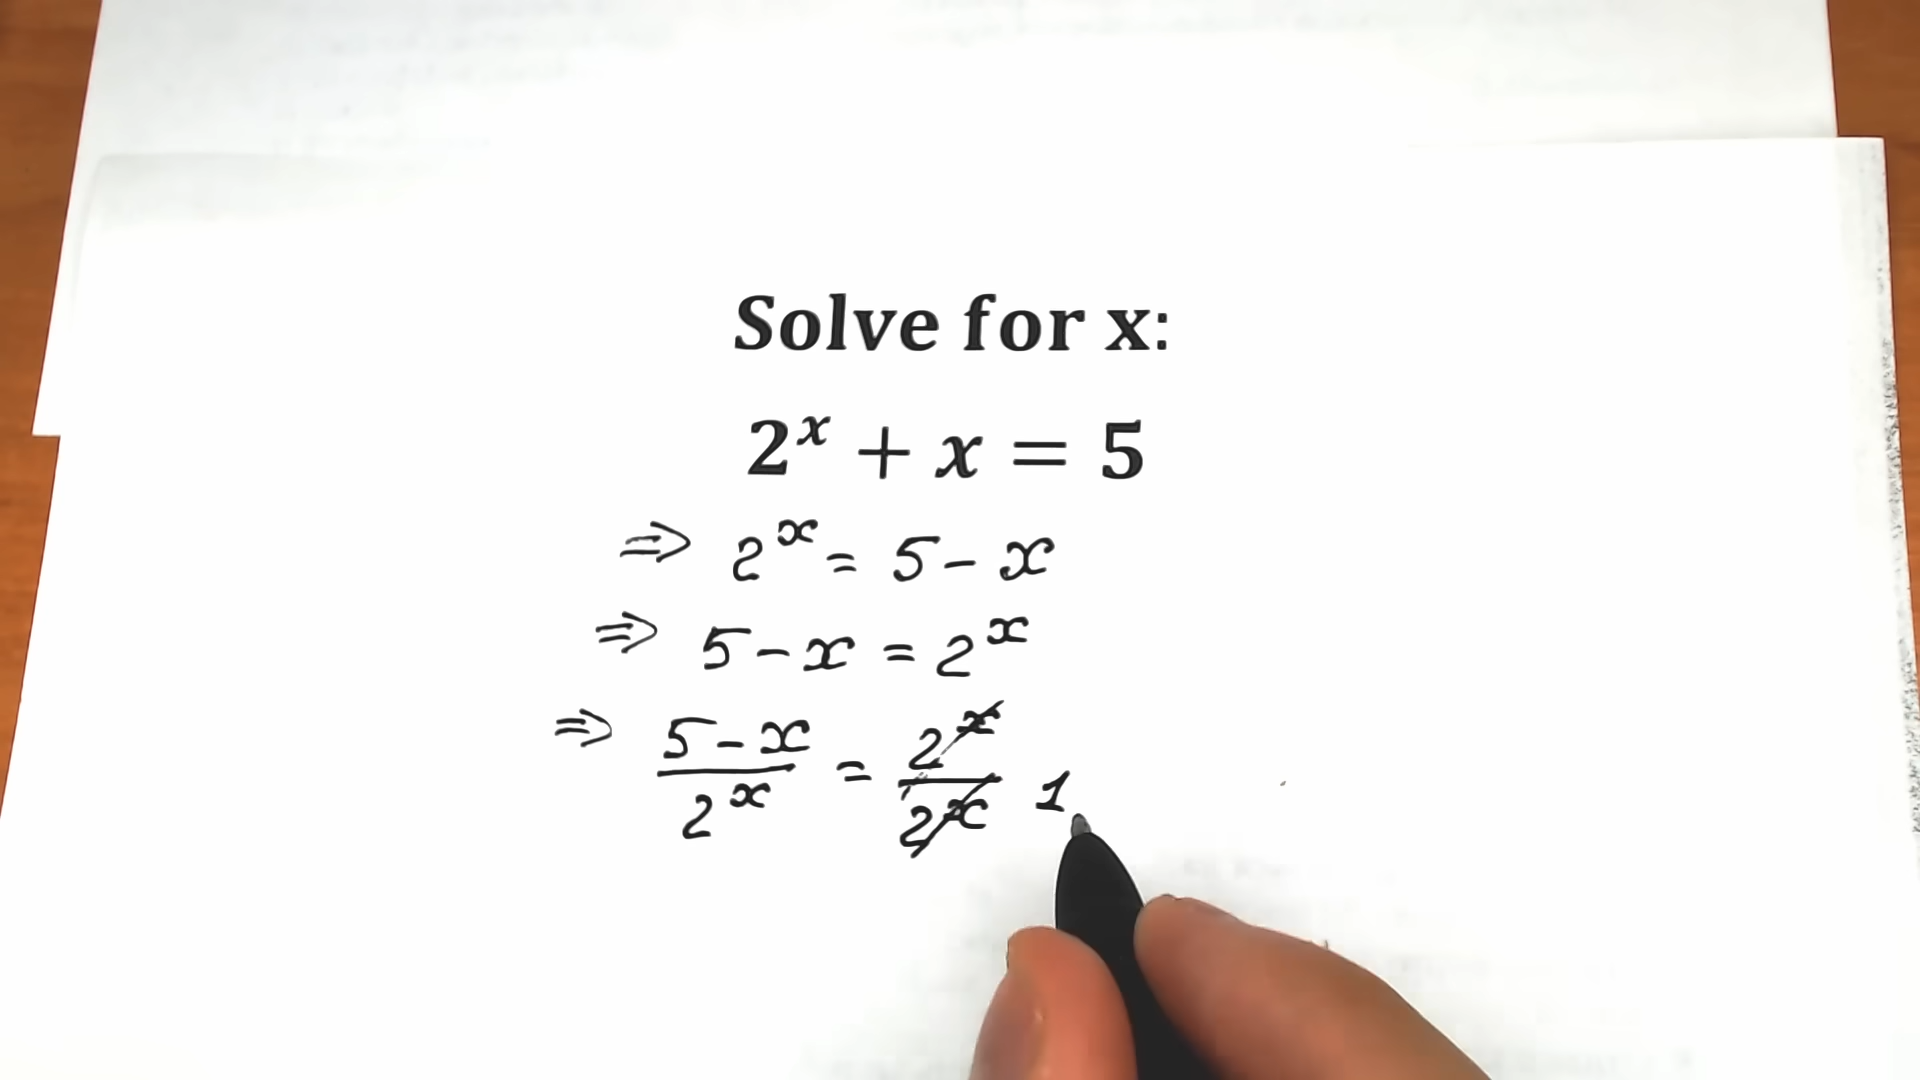 Solve for x:
2^x + x = 5
⇒ 2^x = 5 - x
⇒ 5 - x = 2^x
⇒ (5 - x)/2^x = 2^x/2^x 1